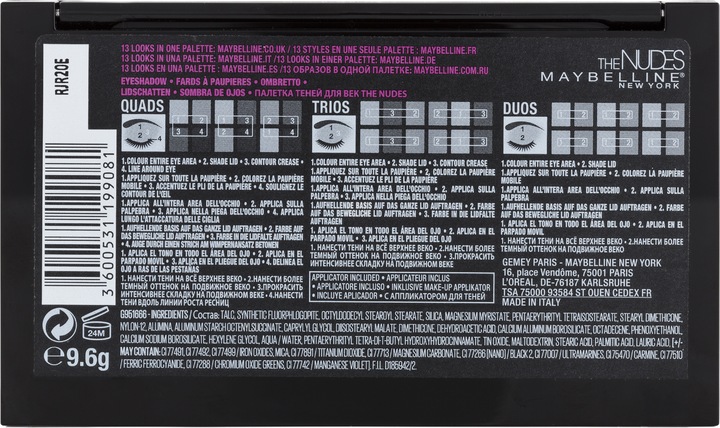 13 LOOKS IN ONE PALETTE: MAYBELLINE.CO.UK / 13 STYLES EN UNE SEULE PALETTE: MAYBELLINE.FR
13 LOOKS IN UNA PALETTE: MAYBELLINE.IT / 13 LOOKS IN EINER PALETTE: MAYBELLINE.DE
13 LOOKS EN UNA PALETA: MAYBELLINE.ES / 13 ОБРАЗОВ В ОДНОЙ ПАЛЕТКЕ: MAYBELLINE.COM.RU
EYESHADOW • FARDS À PAUPIERES • OMBRETTO •
LIDSCHATTEN • SOMBRA DE OJOS • ПАЛЕТКА ТЕНЕЙ ДЛЯ ВЕК THE NUDES
THE NUDES
MAYBELLINE®
NEW YORK
RJR20E
3 600531 199081
QUADS
1.COLOUR ENTIRE EYE AREA • 2. SHADE LID • 3. CONTOUR CREASE •
4. LINE AROUND EYE
1.APPLIQUEZ SUR TOUTE LA PAUPIÈRE • 2. COLOREZ LA PAUPIÈRE
MOBILE • 3. ACCENTUEZ LE PLI DE LA PAUPIÈRE • 4. SOULIGNEZ LE
CONTOUR DE L'ŒIL
1.APPLICA ALL'INTERA AREA DELL'OCCHIO • 2. APPLICA SULLA
PALPEBRA • 3. APPLICA NELLA PIEGA DELL'OCCHIO • 4. APPLICA
LUNGO L'ATTACCATURA DELLE CIGLIA
1.AUFHELLENDE BASIS AUF DAS GANZE LID AUFTRAGEN • 2. FARBE AUF
DAS BEWEGLICHE LID AUFTRAGEN • 3. FARBE IN DIE LIDFALTE AUFTRAGEN
• 4. AUGE DURCH EINEN STRICH AM WIMPERNANSATZ BETONEN
1.APLICA EL TONO EN TODO EL ÁREA DEL OJO • 2.APLICA EN EL
PARPADO MOVIL • 3. APLICA EN EL PLIEGUE DEL OJO • 4.DELINEA EL
OJO A RAS DE LAS PESTAÑAS
1.НАНЕСТИ ТЕНИ НА ВСЁ ВЕРХНЕЕ ВЕКО • 2.НАНЕСТИ БОЛЕЕ
ТЕМНЫЙ ОТТЕНОК НА ПОДВИЖНОЕ ВЕКО • 3.ПРОКРАСИТЬ
ИНТЕНСИВНЕЕ СКЛАДКУ НА ВЕРХНЕМ ВЕКЕ • 4.НАНЕСТИ
ТЕНИ ВДОЛЬ ЛИНИИ РОСТА РЕСНИЦ
TRIOS
1.COLOUR ENTIRE EYE AREA • 2. SHADE LID • 3. CONTOUR CREASE
1.APPLIQUEZ SUR TOUTE LA PAUPIÈRE • 2. COLOREZ LA PAUPIÈRE
MOBILE • 3. ACCENTUEZ LE PLI DE LA PAUPIÈRE
1.APPLICA ALL'INTERA AREA DELL'OCCHIO • 2. APPLICA SULLA
PALPEBRA • 3. APPLICA NELLA PIEGA DELL'OCCHIO
1.AUFHELLENDE BASIS AUF DAS GANZE LID AUFTRAGEN • 2. FARBE
AUF DAS BEWEGLICHE LID AUFTRAGEN • 3. FARBE IN DIE LIDFALTE
AUFTRAGEN
1.APLICA EL TONO EN TODO EL ÁREA DEL OJO • 2.APLICA EN EL
PARPADO MOVIL • 3. APLICA EN EL PLIEGUE DEL OJO
1.НАНЕСТИ ТЕНИ НА ВСЁ ВЕРХНЕЕ ВЕКО • 2.НАНЕСТИ БОЛЕЕ
ТЕМНЫЙ ОТТЕНОК НА ПОДВИЖНОЕ ВЕКО • 3.ПРОКРАСИТЬ
ИНТЕНСИВНЕЕ СКЛАДКУ НА ВЕРХНЕМ ВЕКЕ
APPLICATOR INCLUDED • APPLICATEUR INCLUS
• APPLICATORE INCLUSO • INKLUSIVE MAKE-UP APPLIKATOR
• INCLUYE APLICADOR • С АППЛИКАТОРОМ ДЛЯ ТЕНЕЙ
DUOS
1.COLOUR ENTIRE EYE AREA • 2. SHADE LID
1.APPLIQUEZ SUR TOUTE LA PAUPIÈRE • 2. COLOREZ LA
PAUPIÈRE MOBILE
1.APPLICA ALL'INTERA AREA DELL'OCCHIO • 2. APPLICA
SULLA PALPEBRA
1.AUFHELLENDE BASIS AUF DAS GANZE LID AUFTRAGEN • 2.
FARBE AUF DAS BEWEGLICHE LID AUFTRAGEN
1.APLICA EL TONO EN TODO EL ÁREA DEL OJO • 2.APLICA EN
EL PARPADO MOVIL
1.НАНЕСТИ ТЕНИ НА ВСЁ ВЕРХНЕЕ ВЕКО • 2.НАНЕСТИ
БОЛЕЕ ТЕМНЫЙ ОТТЕНОК НА ПОДВИЖНОЕ ВЕКО
GEMEY PARIS - MAYBELLINE NEW YORK
16, place Vendôme, 75001 PARIS
L'ORÉAL, DE-76187 KARLSRUHE
TSA 75000 93584 ST OUEN CEDEX FR
MADE IN ITALY
24M
e 9.6g
G951666 - INGREDIENTS / Состав: TALC, SYNTHETIC FLUORPHLOGOPITE, OCTYLDODECYL STEAROYL STEARATE, SILICA, MAGNESIUM MYRISTATE, PENTAERYTHRITYL TETRAISOSTEARATE, STEARYL DIMETHICONE,
NYLON-12, ALUMINUM STARCH OCTENYLSUCCINATE, CAPRYLYL GLYCOL, DIISOSTEARYL MALATE, DIMETHICONE, DEHYDROACETIC ACID, CALCIUM ALUMINUM BOROSILICATE, OCTADECENE, PHENOXYETHANOL,
CALCIUM SODIUM BOROSILICATE, HEXYLENE GLYCOL, AQUA / WATER, PENTAERYTHRITYL TETRA-DI-T-BUTYL HYDROXYHYDROCINNAMATE, TIN OXIDE, MALTODEXTRIN, STEARIC ACID, PALMITIC ACID, LAURIC ACID, [+/-
MAY CONTAIN CI 77491, CI 77492, CI 77499 / IRON OXIDES, MICA, CI 77891 / TITANIUM DIOXIDE, CI 77713 / MAGNESIUM CARBONATE, CI 77266 [NANO] / BLACK 2, CI 77007 / ULTRAMARINES, CI 75470 / CARMINE, CI 77510
/ FERRIC FERROCYANIDE, CI 77288 / CHROMIUM OXIDE GREENS, CI 77742 / MANGANESE VIOLET]. F.I.L. D185642/2.